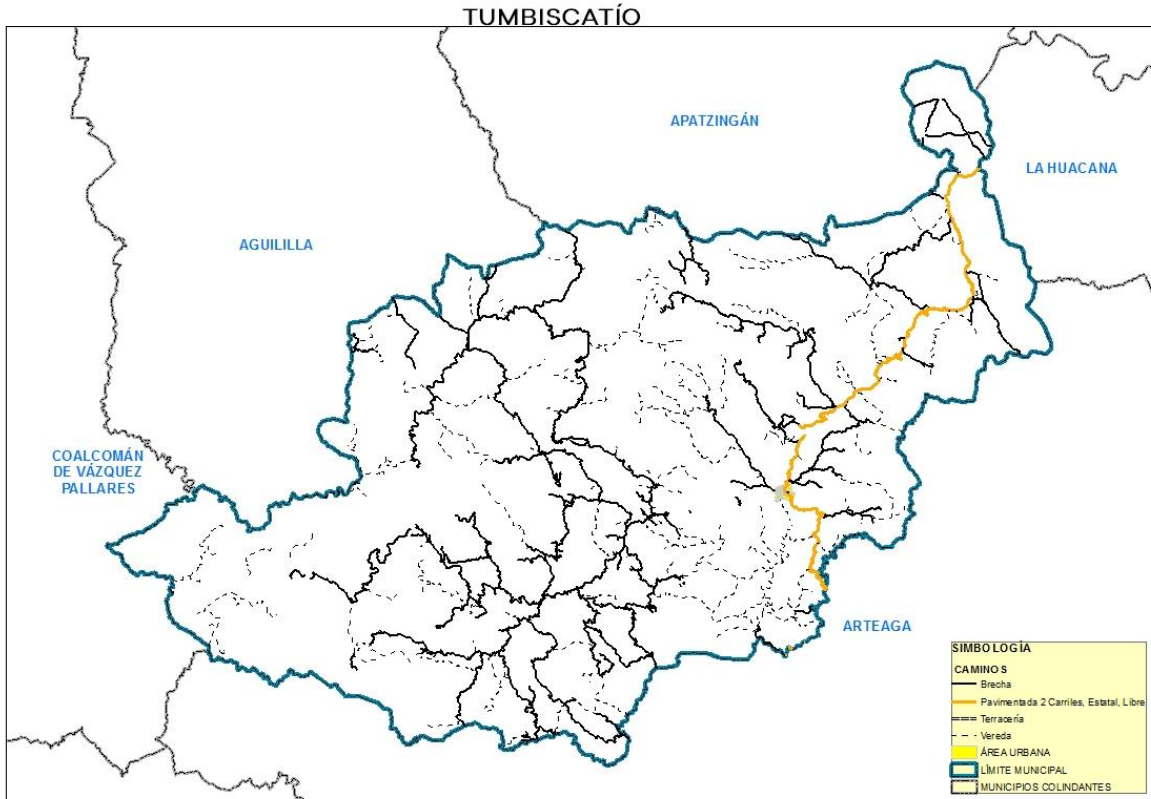 TUMBISCATÍO
APATZINGÁN
LA HUACANA
AGUILILLA
COALCOMÁN
DE VÁZQUEZ
PALLARES
ARTEAGA
SIMBOLOGÍA
CAMINOS
Brecha
Pavimentada 2 Carriles, Estatal, Libre
Terracería
Vereda
ÁREA URBANA
LÍMITE MUNICIPAL
MUNICIPIOS COLINDANTES